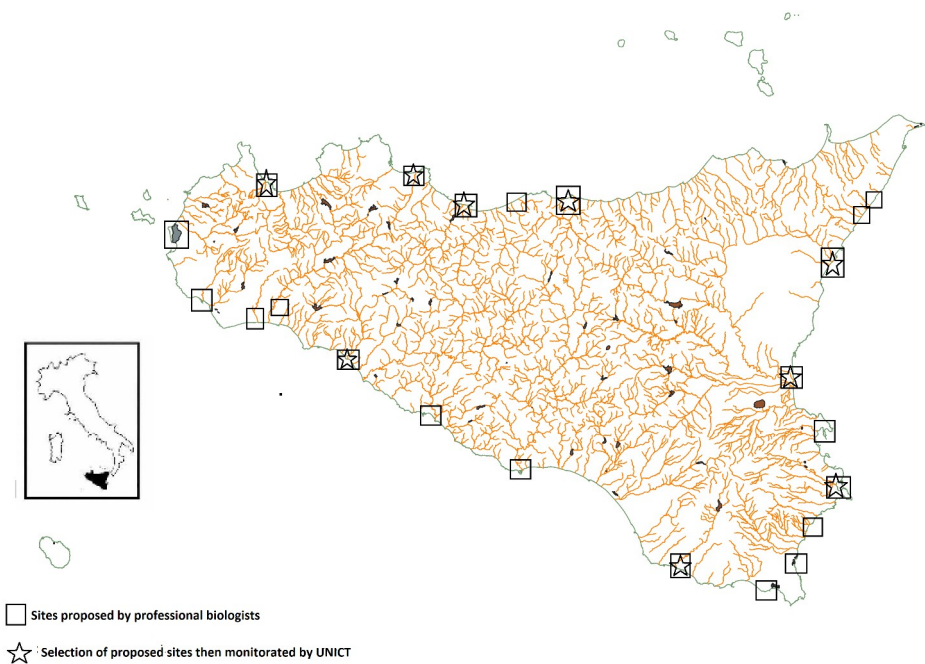 Sites proposed by professional biologists
Selection of proposed sites then monitorated by UNICT